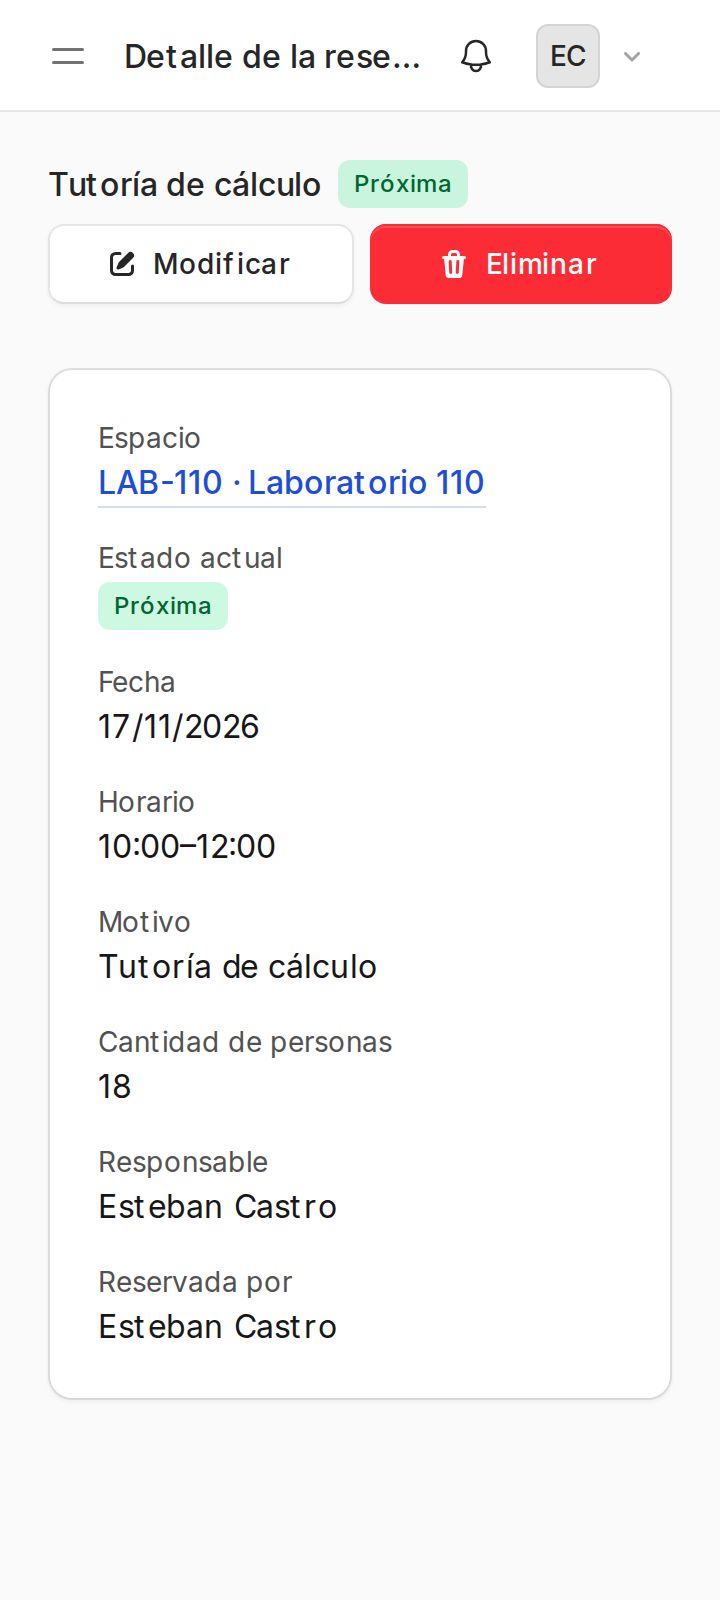 Detalle de la rese...
EC
Tutoría de cálculo
Próxima
Modificar
Eliminar
Espacio
LAB-110 · Laboratorio 110
Estado actual
Próxima
Fecha
17/11/2026
Horario
10:00–12:00
Motivo
Tutoría de cálculo
Cantidad de personas
18
Responsable
Esteban Castro
Reservada por
Esteban Castro